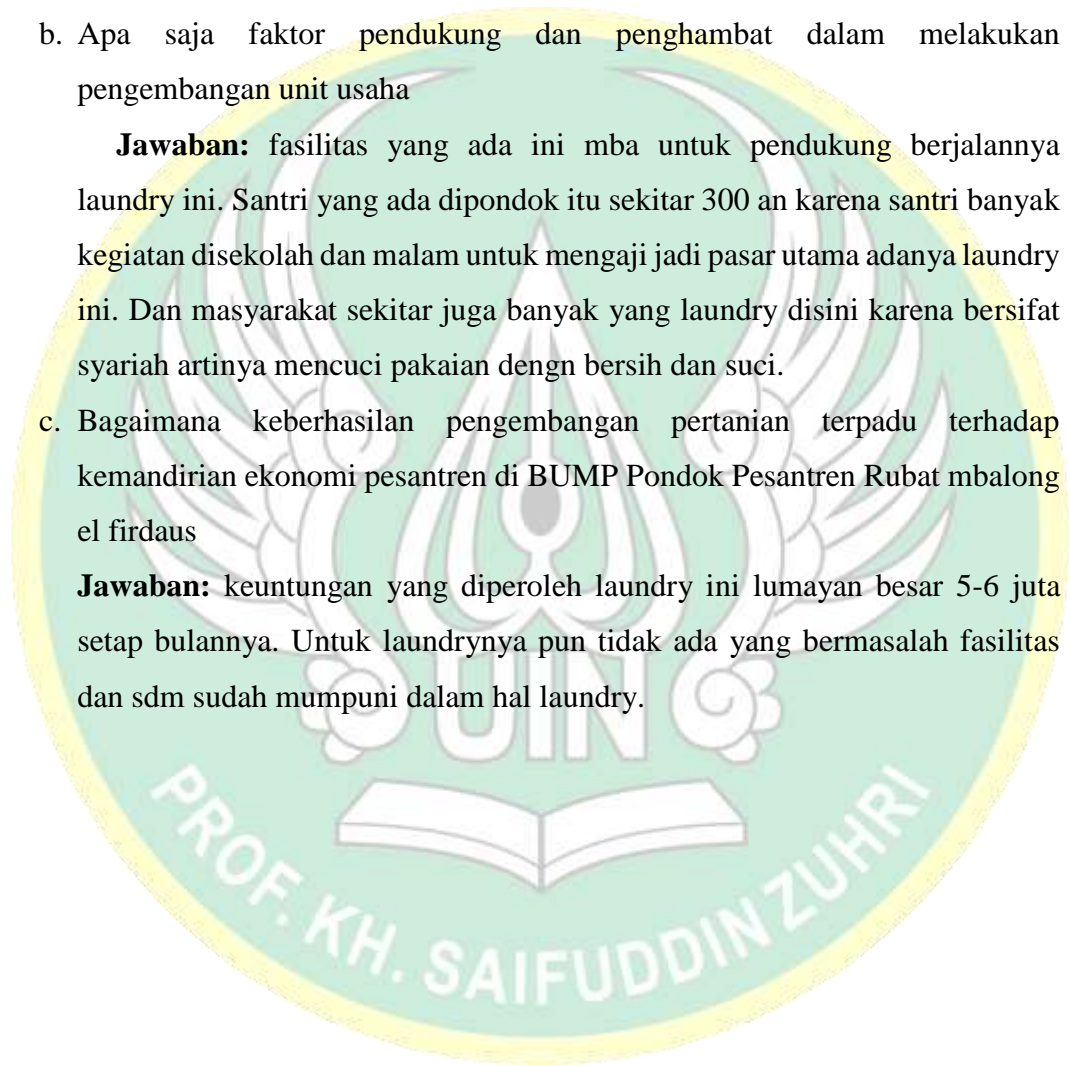 b. Apa saja faktor pendukung dan penghambat dalam melakukan
pengembangan unit usaha
Jawaban: fasilitas yang ada ini mba untuk pendukung berjalannya
laundry ini. Santri yang ada dipondok itu sekitar 300 an karena santri banyak
kegiatan disekolah dan malam untuk mengaji jadi pasar utama adanya laundry
ini. Dan masyarakat sekitar juga banyak yang laundry disini karena bersifat
syariah artinya mencuci pakaian dengn bersih dan suci.
c. Bagaimana keberhasilan pengembangan pertanian terpadu terhadap
kemandirian ekonomi pesantren di BUMP Pondok Pesantren Rubat mbalong
el firdaus
Jawaban: keuntungan yang diperoleh laundry ini lumayan besar 5-6 juta
setap bulannya. Untuk laundrynya pun tidak ada yang bermasalah fasilitas
dan sdm sudah mumpuni dalam hal laundry.
UIN
PROF. KH. SAIFUDDIN ZUHRI